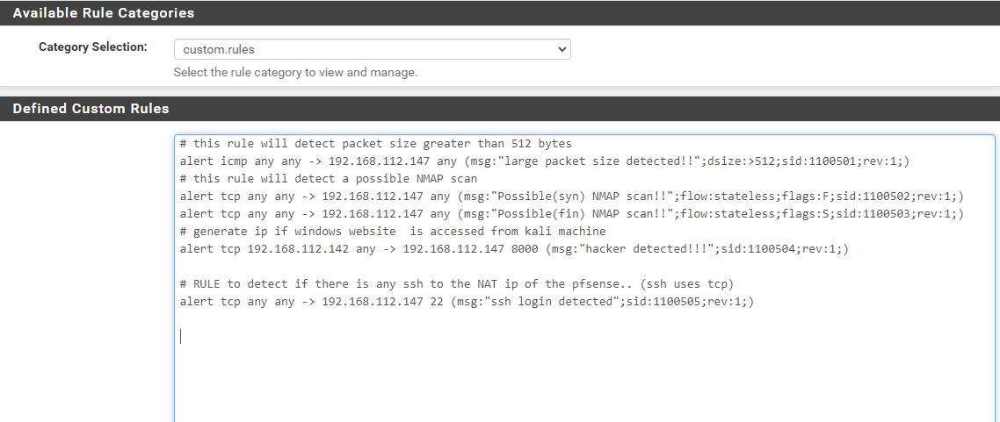 Available Rule Categories
Category Selection: custom.rules
Select the rule category to view and manage.
Defined Custom Rules
# this rule will detect packet size greater than 512 bytes
alert icmp any any -> 192.168.112.147 any (msg:"large packet size detected!!";dsize:>512;sid:1100501;rev:1;)
# this rule will detect a possible NMAP scan
alert tcp any any -> 192.168.112.147 any (msg:"Possible(syn) NMAP scan!!";flow:stateless;flags:F;sid:1100502;rev:1;)
alert tcp any any -> 192.168.112.147 any (msg:"Possible(fin) NMAP scan!!";flow:stateless;flags:S;sid:1100503;rev:1;)
# generate ip if windows website  is accessed from kali machine
alert tcp 192.168.112.142 any -> 192.168.112.147 8000 (msg:"hacker detected!!!";sid:1100504;rev:1;)
# RULE to detect if there is any ssh to the NAT ip of the pfsense.. (ssh uses tcp)
alert tcp any any -> 192.168.112.147 22 (msg:"ssh login detected";sid:1100505;rev:1;)